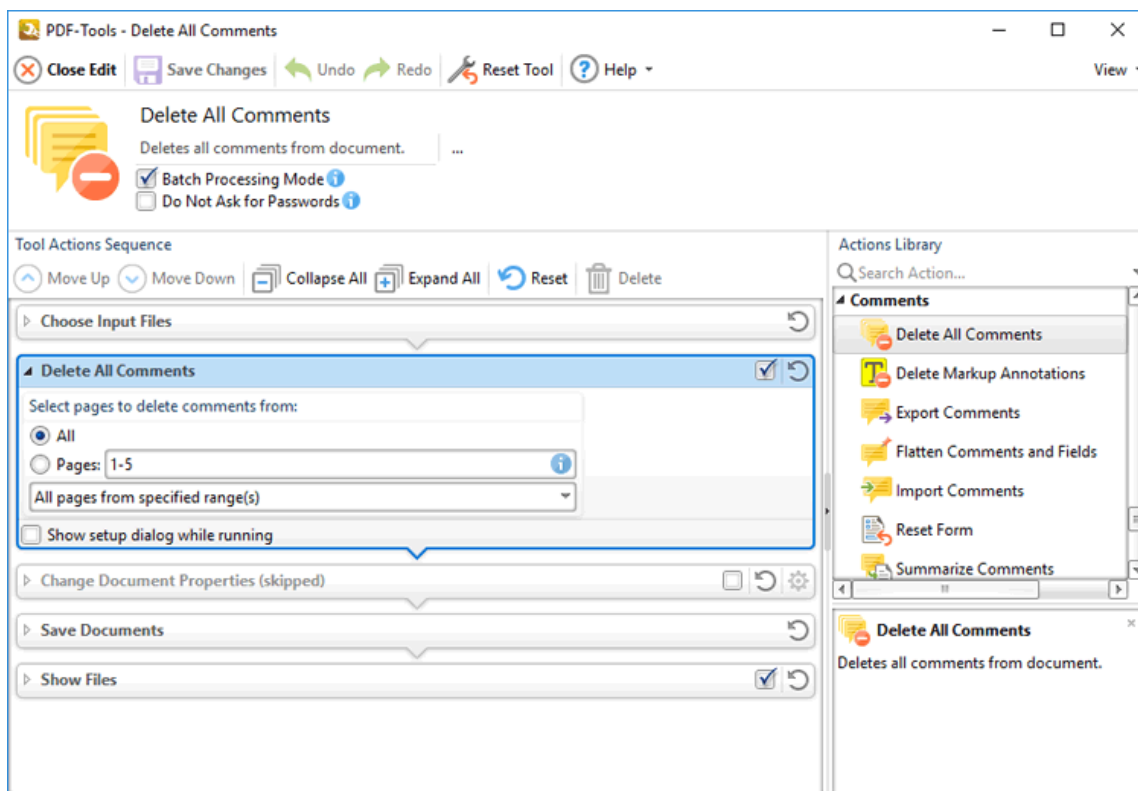 PDF-Tools - Delete All Comments
Close Edit Save Changes Undo Redo Reset Tool ? Help View
Delete All Comments
Deletes all comments from document. ...
Batch Processing Mode i
Do Not Ask for Passwords i
Tool Actions Sequence
Move Up Move Down Collapse All Expand All Reset Delete
Choose Input Files
Delete All Comments
Select pages to delete comments from:
All
Pages: 1-5 i
All pages from specified range(s)
Show setup dialog while running
Change Document Properties (skipped)
Save Documents
Show Files
Actions Library
Search Action...
Comments
Delete All Comments
T Delete Markup Annotations
Export Comments
Flatten Comments and Fields
Import Comments
Reset Form
Summarize Comments
Delete All Comments
Deletes all comments from document.